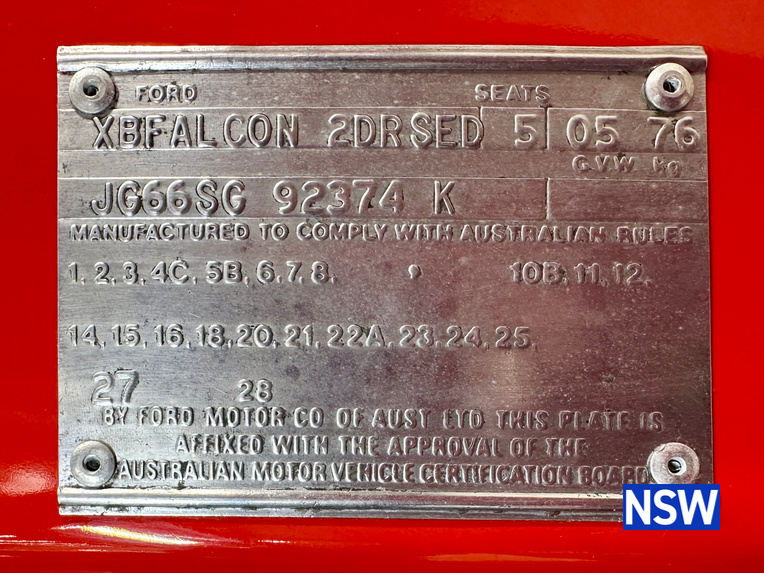 FORD SEATS
XBFALCON 2DRSED 5 05 76
G.V.W Kg
JG66SC 92374 K
MANUFACTURED TO COMPLY WITH AUSTRALIAN RULES
1, 2, 3, 4C, 5B, 6, 7, 8, , 10B, 11, 12,
14, 15, 16, 18, 20, 21, 22A, 23, 24, 25,
27 28
BY FORD MOTOR CO OF AUST LTD THIS PLATE IS
AFFIXED WITH THE APPROVAL OF THE
AUSTRALIAN MOTOR VEHICLE CERTIFICATION BOARD
NSW